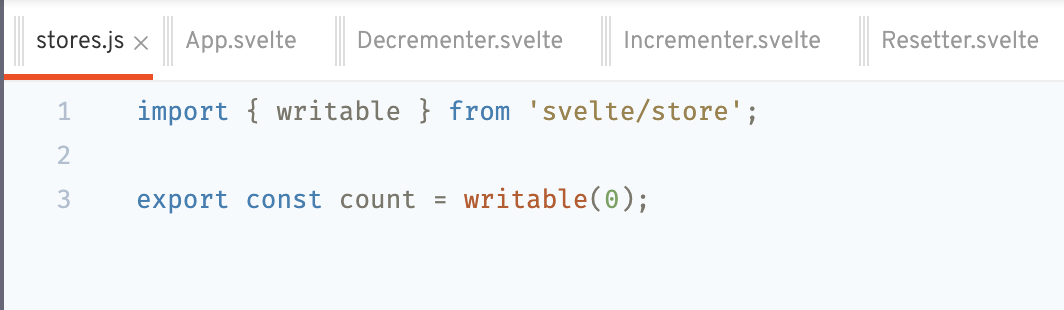 stores.js × App.svelte Decrementer.svelte Incrementer.svelte Resetter.svelte
1 import { writable } from 'svelte/store';
2
3 export const count = writable(0);